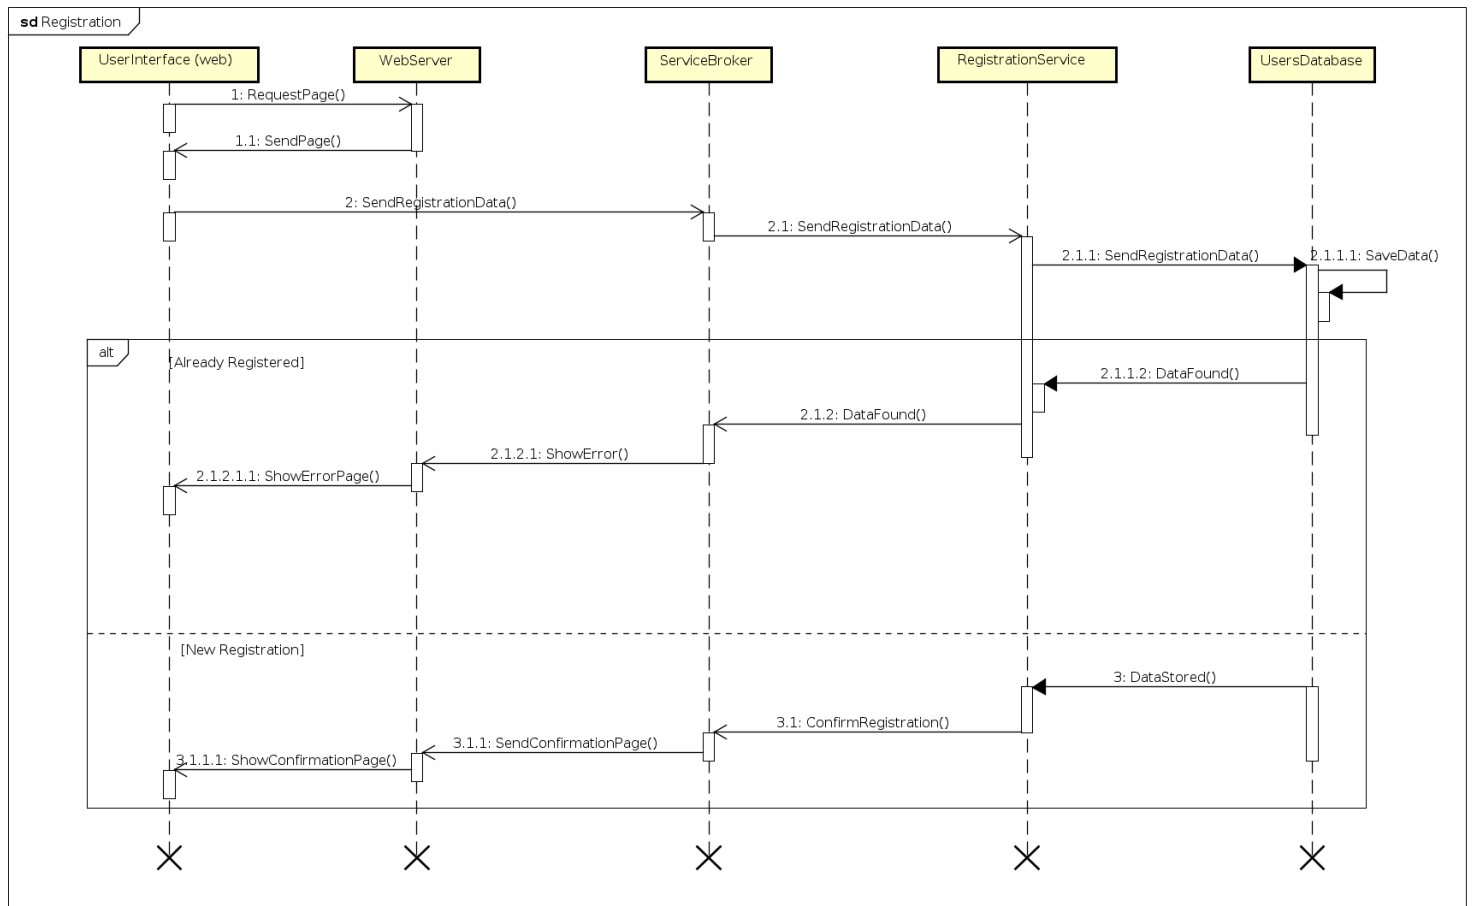 sd Registration
UserInterface (web)
WebServer
ServiceBroker
RegistrationService
UsersDatabase
1: RequestPage()
1.1: SendPage()
2: SendRegistrationData()
2.1: SendRegistrationData()
2.1.1: SendRegistrationData()
2.1.1.1: SaveData()
alt
[Already Registered]
2.1.1.2: DataFound()
2.1.2: DataFound()
2.1.2.1: ShowError()
2.1.2.1.1: ShowErrorPage()
[New Registration]
3: DataStored()
3.1: ConfirmRegistration()
3.1.1: SendConfirmationPage()
3.1.1.1: ShowConfirmationPage()